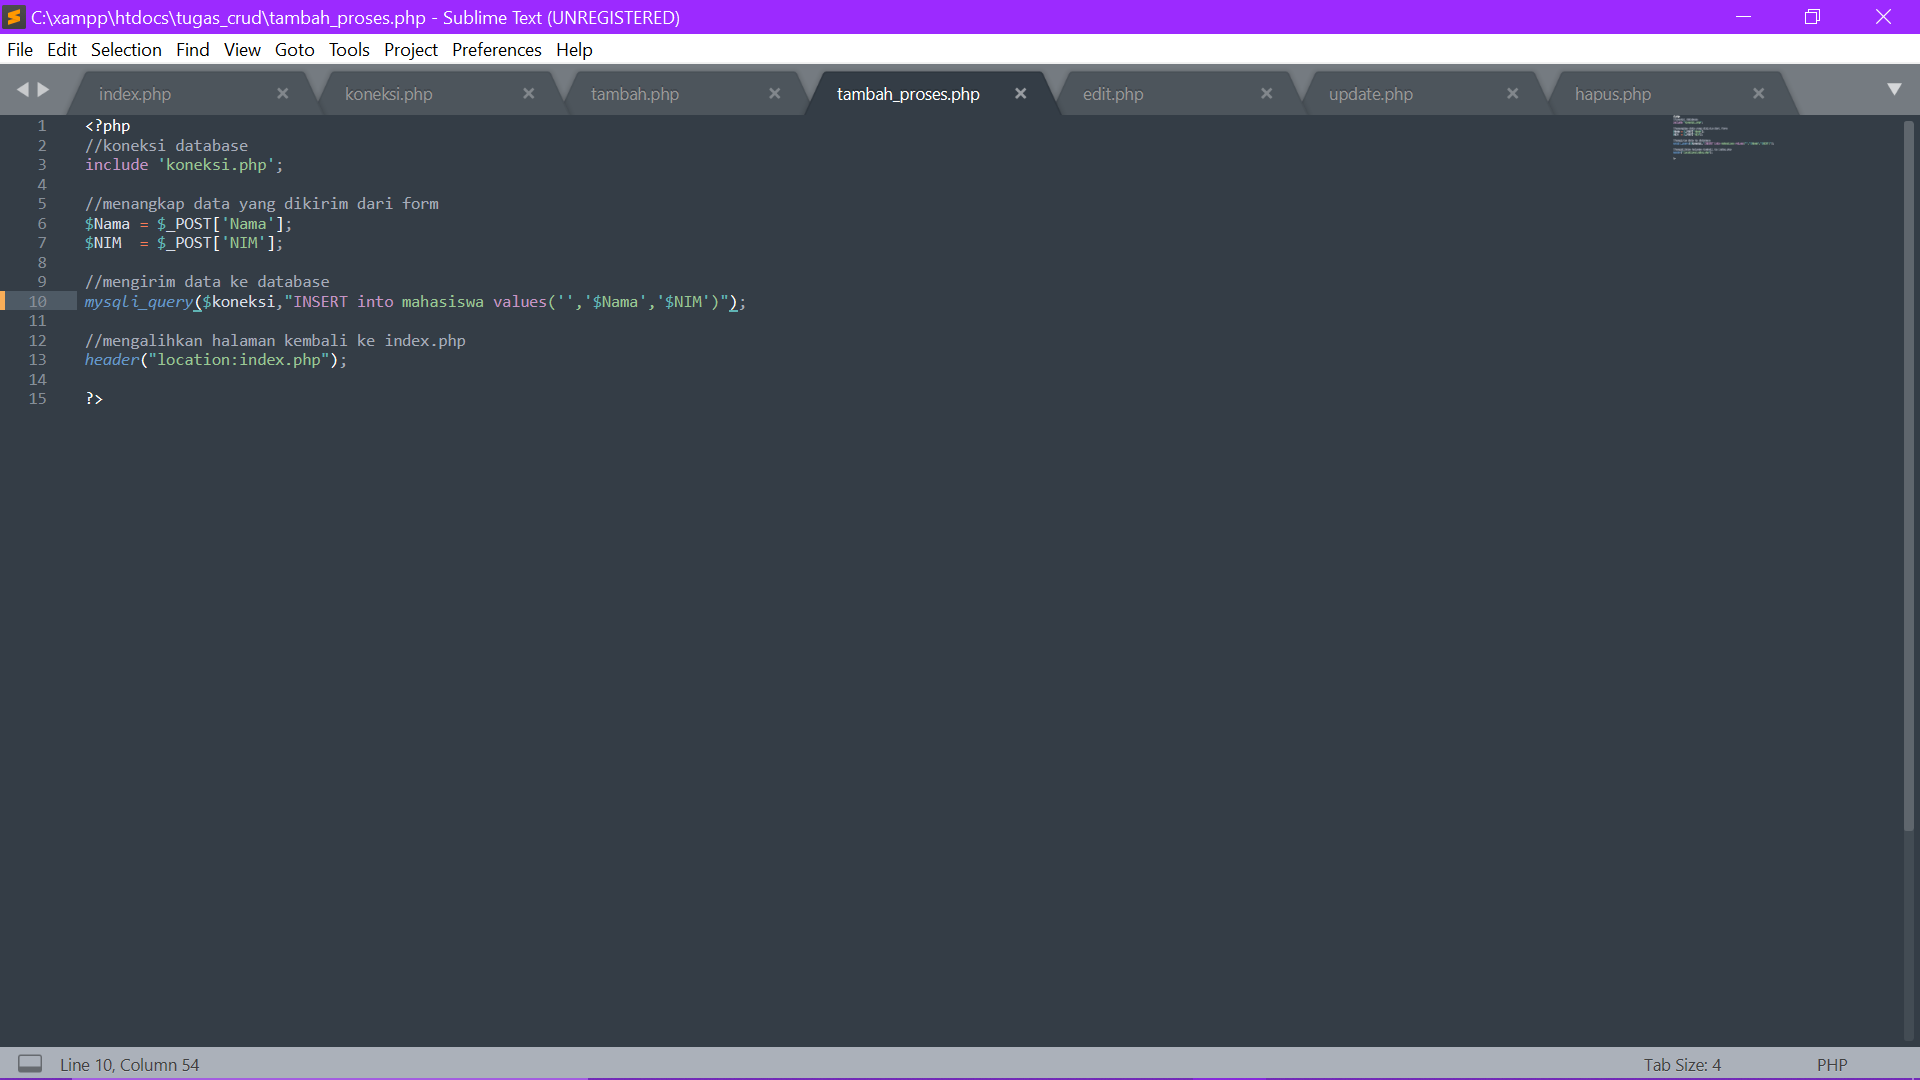 C:\xampp\htdocs\tugas_crud\tambah_proses.php - Sublime Text (UNREGISTERED)
File Edit Selection Find View Goto Tools Project Preferences Help
index.php koneksi.php tambah.php tambah_proses.php edit.php update.php hapus.php
1 <?php
2 //koneksi database
3 include 'koneksi.php';
4
5 //menangkap data yang dikirim dari form
6 $Nama = $_POST['Nama'];
7 $NIM  = $_POST['NIM'];
8
9 //mengirim data ke database
10 mysqli_query($koneksi,"INSERT into mahasiswa values('','$Nama','$NIM')");
11
12 //mengalihkan halaman kembali ke index.php
13 header("location:index.php");
14
15 ?>
Line 10, Column 54 Tab Size: 4 PHP